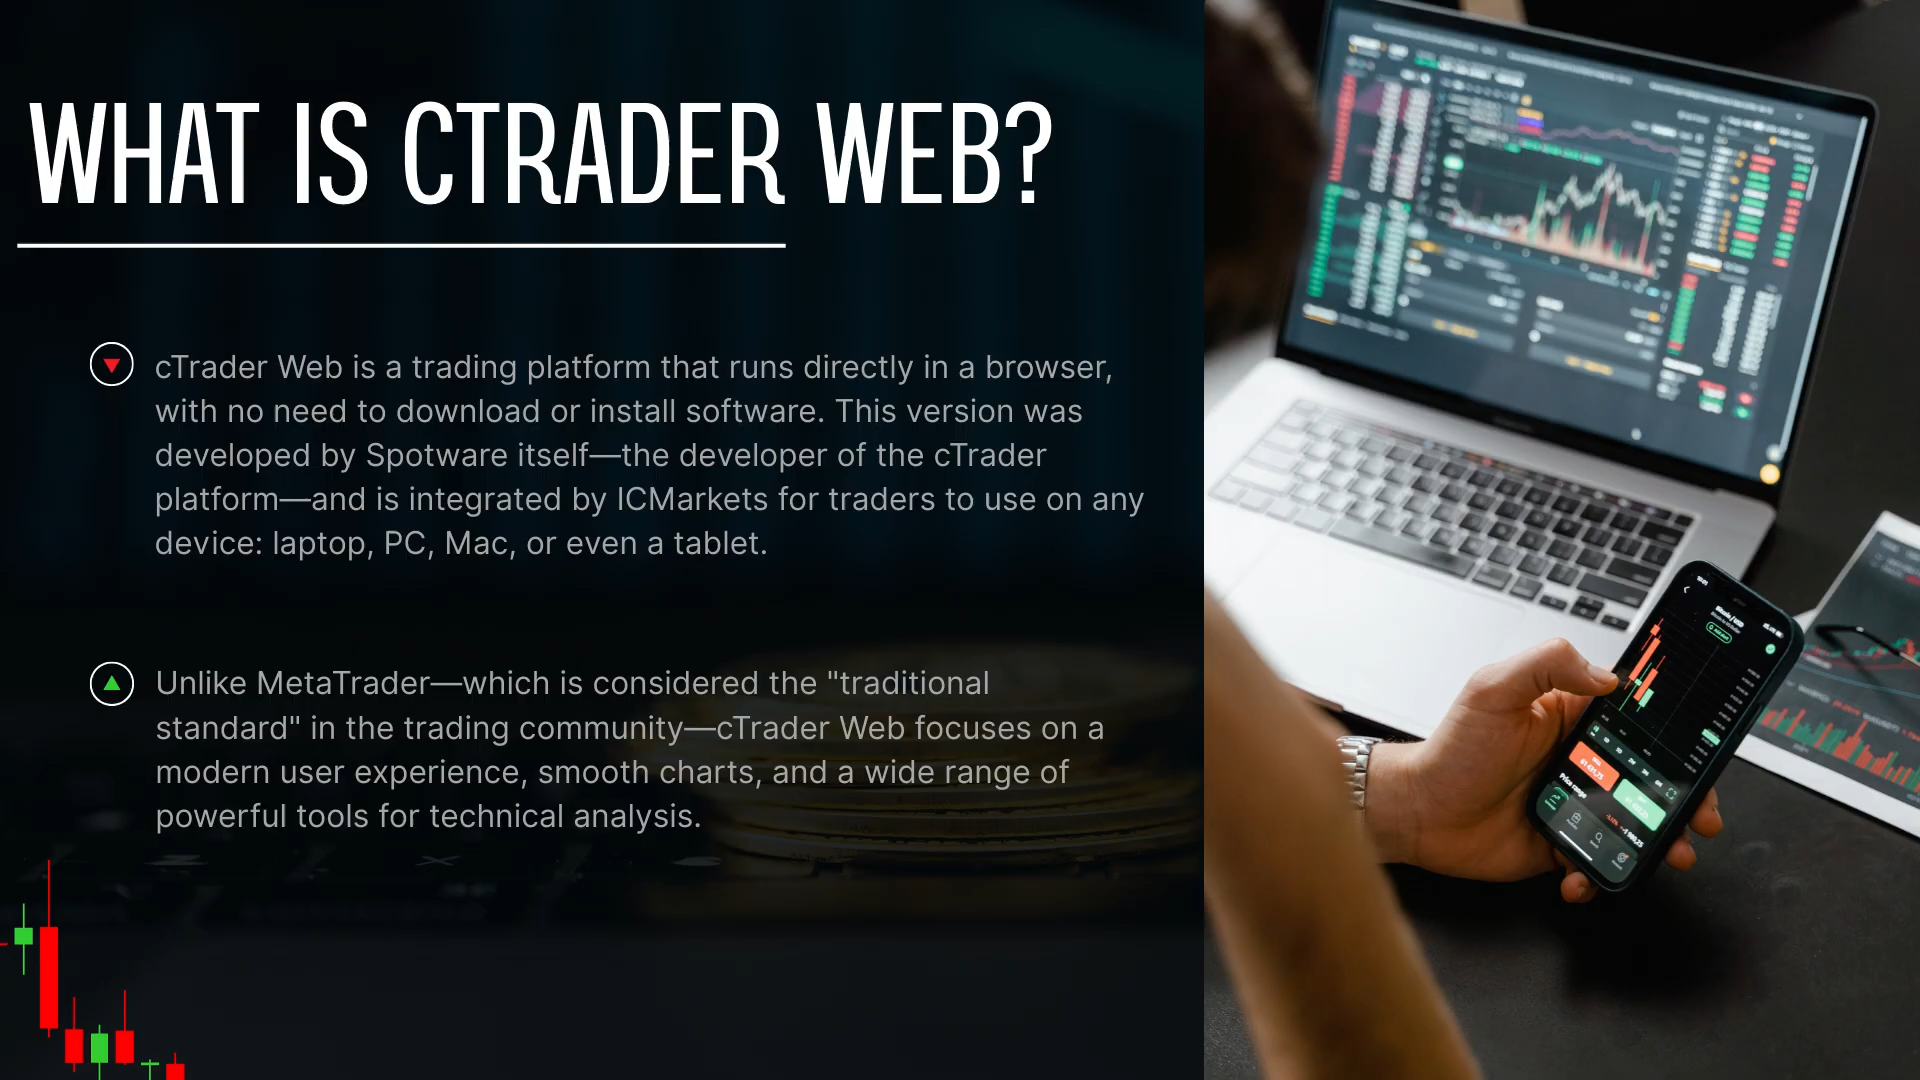 WHAT IS CTRADER WEB?
cTrader Web is a trading platform that runs directly in a browser,
with no need to download or install software. This version was
developed by Spotware itself—the developer of the cTrader
platform—and is integrated by ICMarkets for traders to use on any
device: laptop, PC, Mac, or even a tablet.
Unlike MetaTrader—which is considered the "traditional
standard" in the trading community—cTrader Web focuses on a
modern user experience, smooth charts, and a wide range of
powerful tools for technical analysis.
Bitcoin / USD
Price range